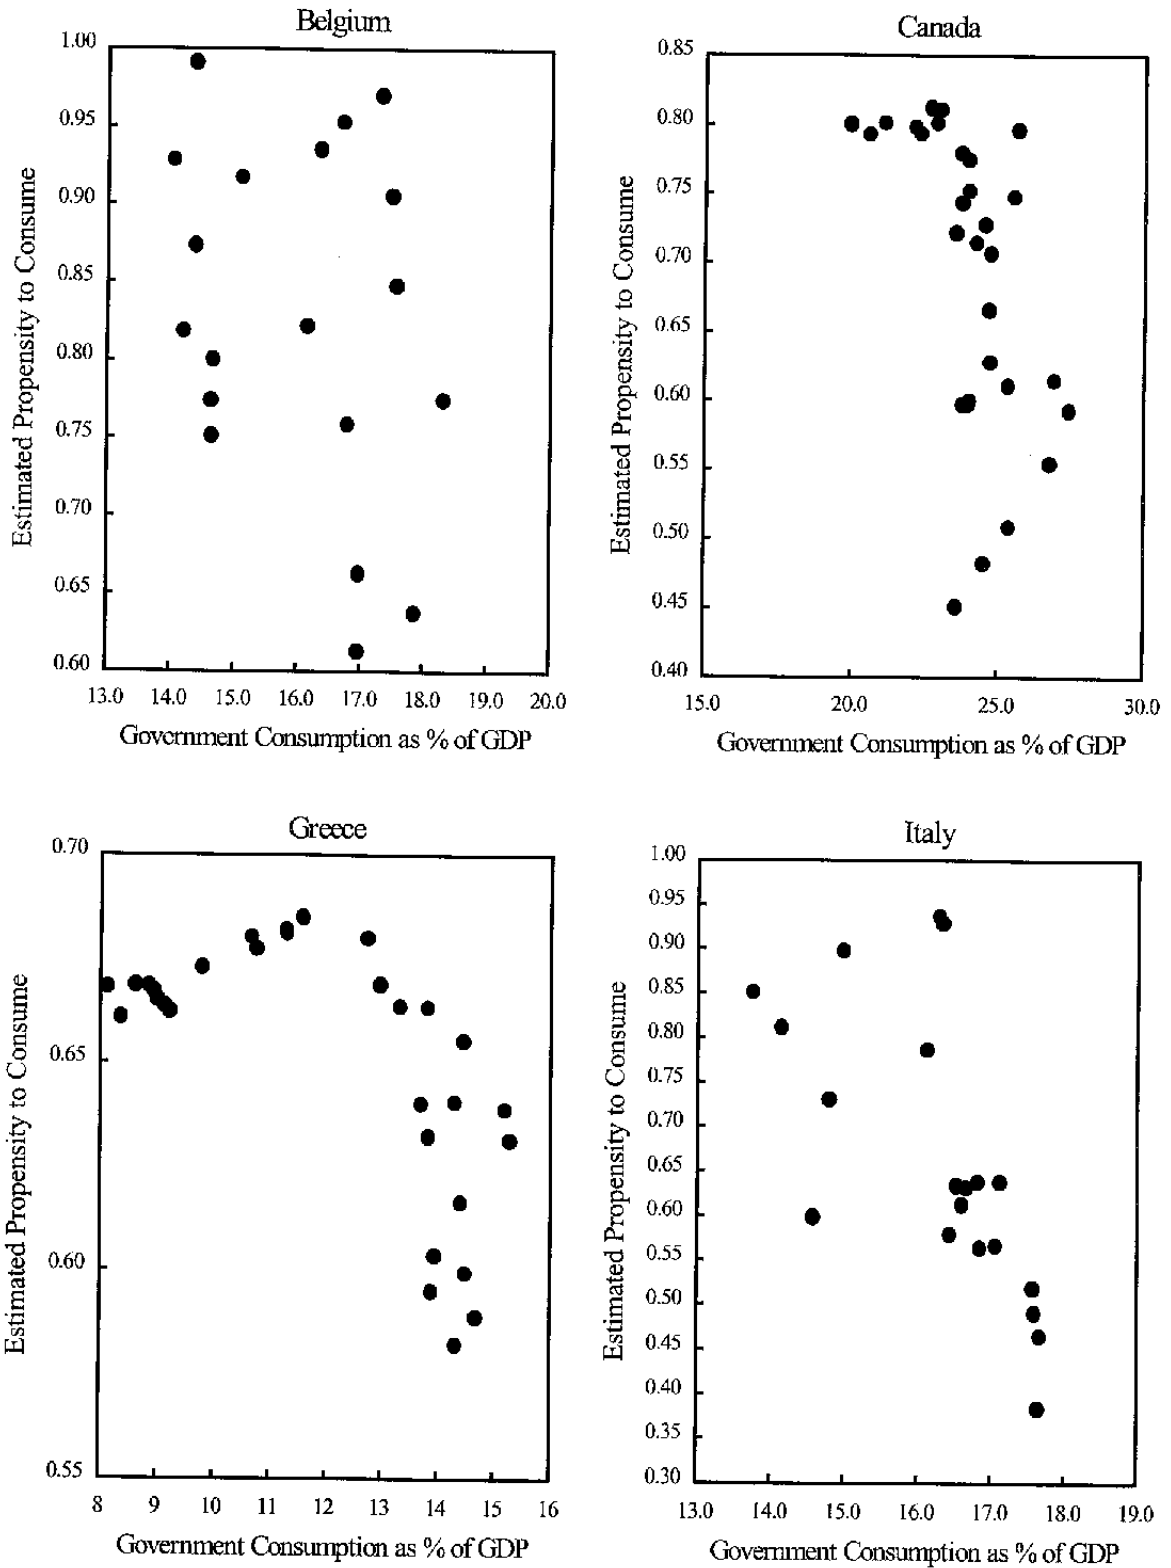 Belgium
Estimated Propensity to Consume
1.00
0.95
0.90
0.85
0.80
0.75
0.70
0.65
0.60
13.0 14.0 15.0 16.0 17.0 18.0 19.0 20.0
Government Consumption as % of GDP
Canada
Estimated Propensity to Consume
0.85
0.80
0.75
0.70
0.65
0.60
0.55
0.50
0.45
0.40
15.0 20.0 25.0 30.0
Government Consumption as % of GDP
Greece
Estimated Propensity to Consume
0.70
0.65
0.60
0.55
8 9 10 11 12 13 14 15 16
Government Consumption as % of GDP
Italy
Estimated Propensity to Consume
1.00
0.95
0.90
0.85
0.80
0.75
0.70
0.65
0.60
0.55
0.50
0.45
0.40
0.35
0.30
13.0 14.0 15.0 16.0 17.0 18.0 19.0
Government Consumption as % of GDP